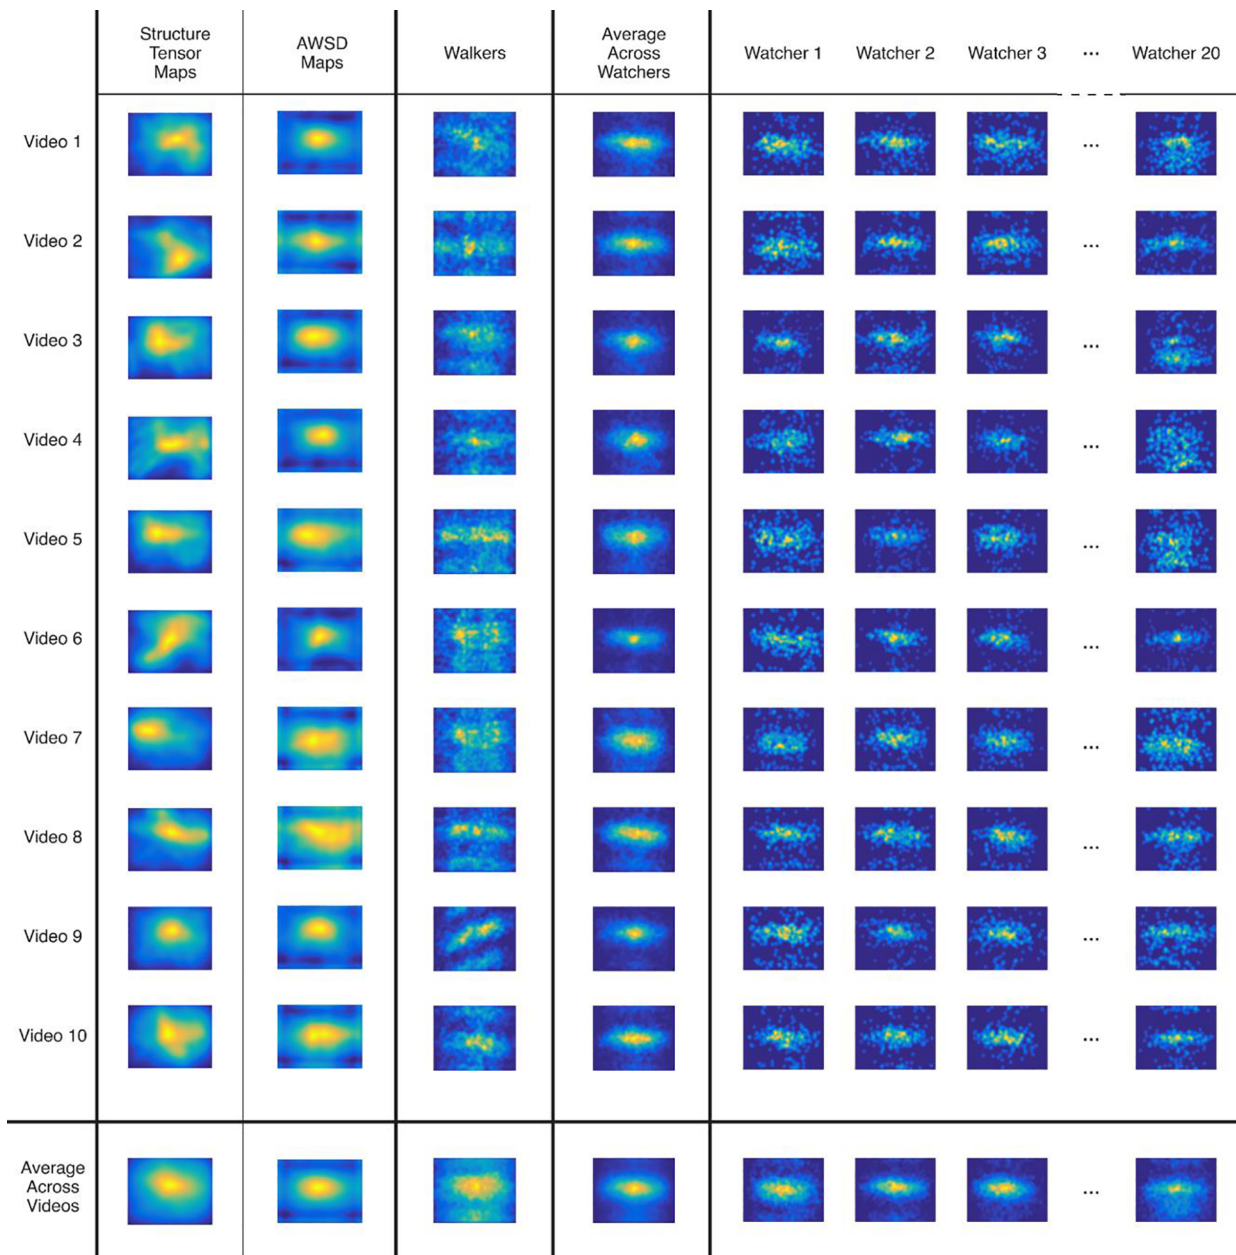 Structure
Tensor
Maps
AWSD
Maps
Walkers
Average
Across
Watchers
Watcher 1
Watcher 2
Watcher 3
...
Watcher 20
Video 1
...
Video 2
...
Video 3
...
Video 4
...
Video 5
...
Video 6
...
Video 7
...
Video 8
...
Video 9
...
Video 10
...
Average
Across
Videos
...